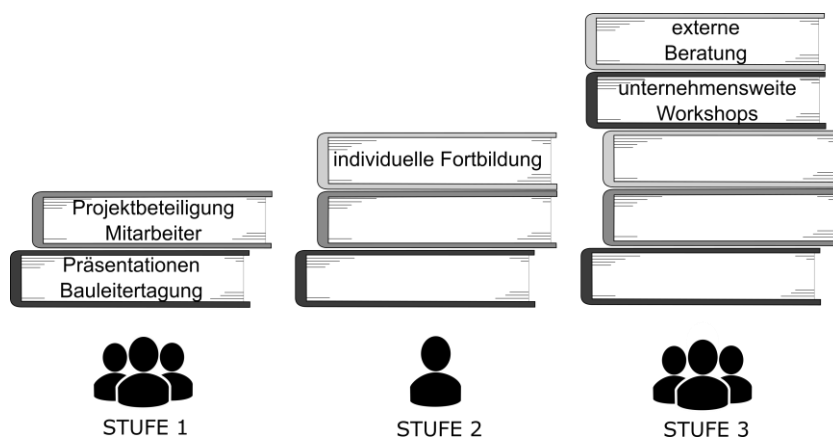 externe
Beratung
unternehmensweite
Workshops
individuelle Fortbildung
Projektbeteiligung
Mitarbeiter
Präsentationen
Bauleitertagung
STUFE 1
STUFE 2
STUFE 3